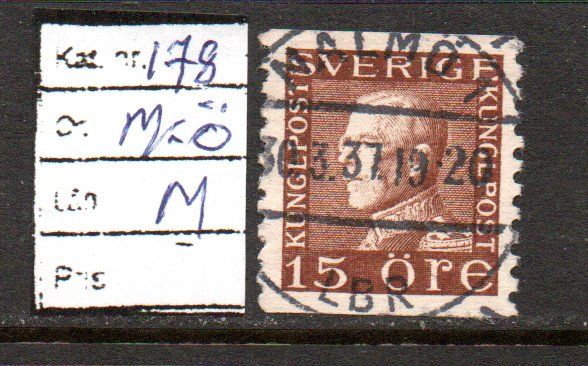 Kat. nr. 178
O. M-Ö
Län M
Pris
MALMÖ 1
SVERIGE
KUNGL POST
KUNGL POST
30.3.37.19-20
15 ÖRE
LBR